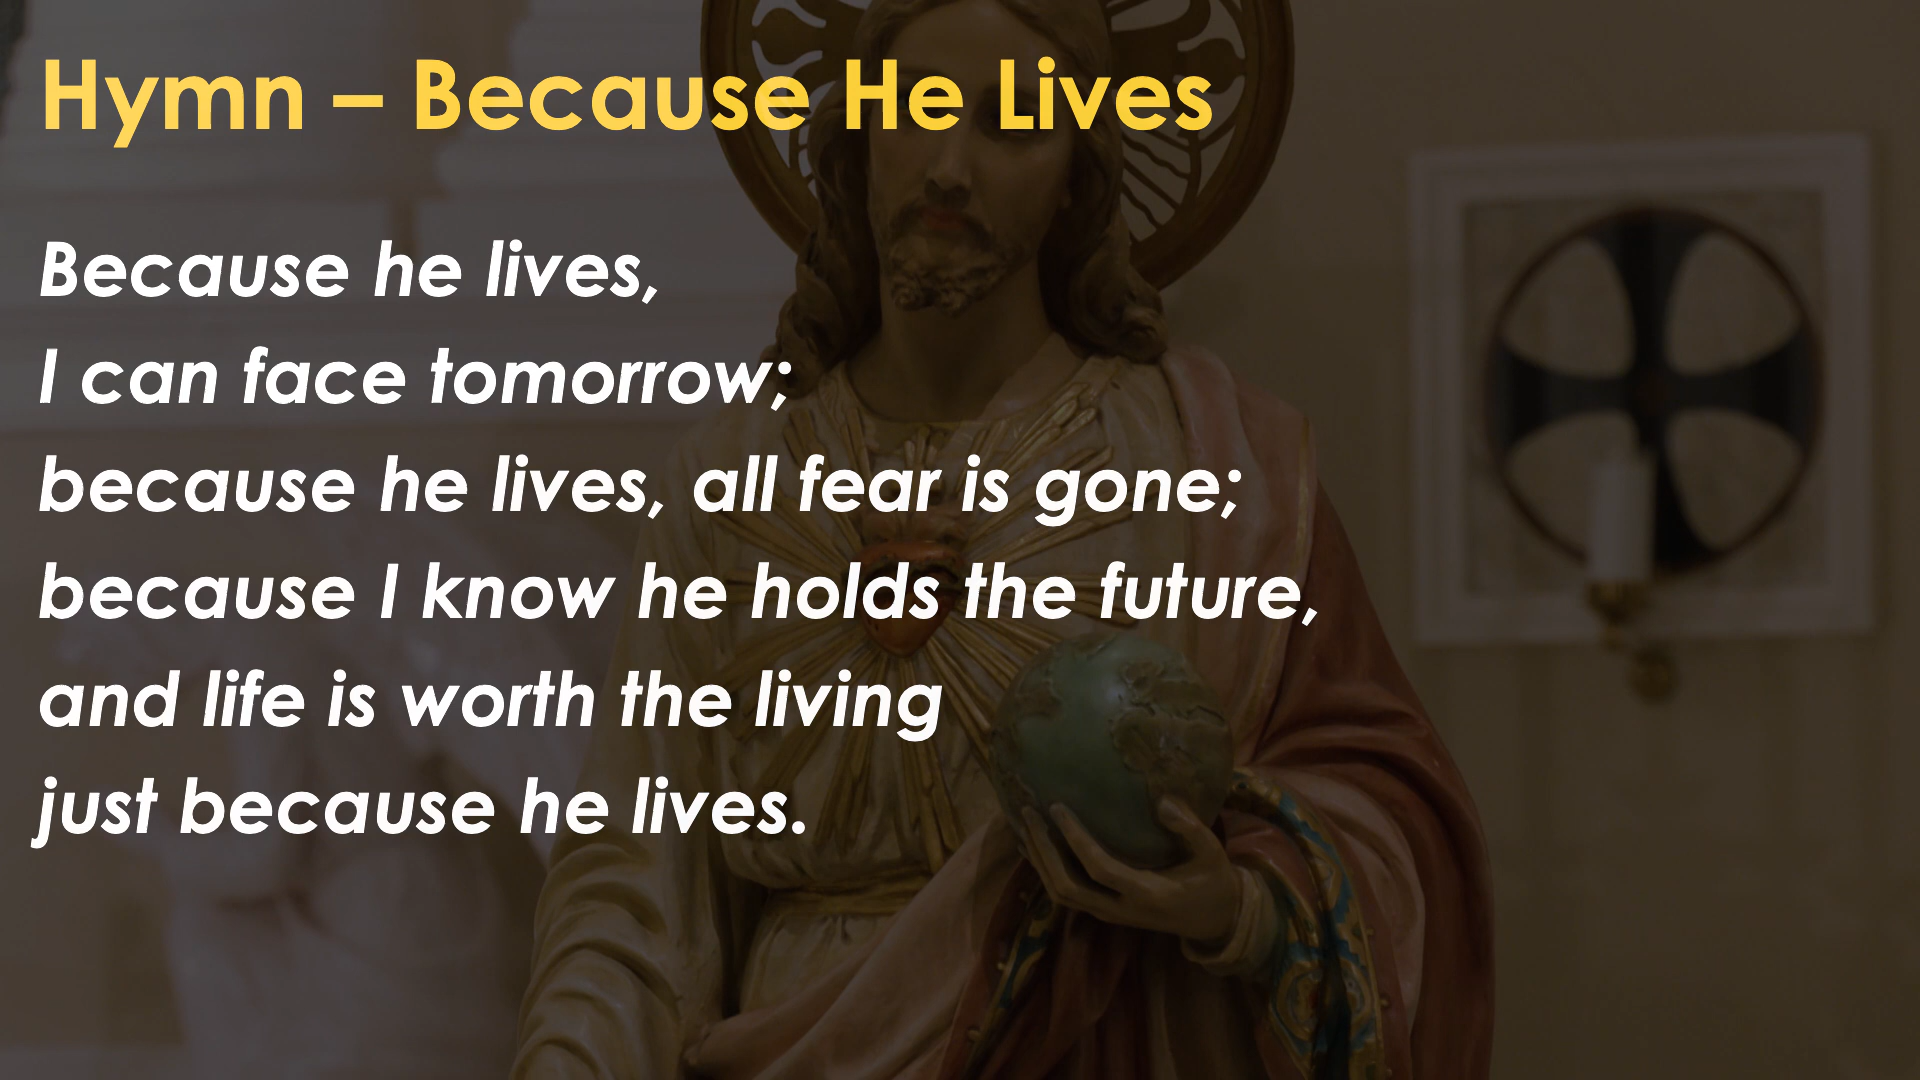 Hymn – Because He Lives
Because he lives,
I can face tomorrow;
because he lives, all fear is gone;
because I know he holds the future,
and life is worth the living
just because he lives.